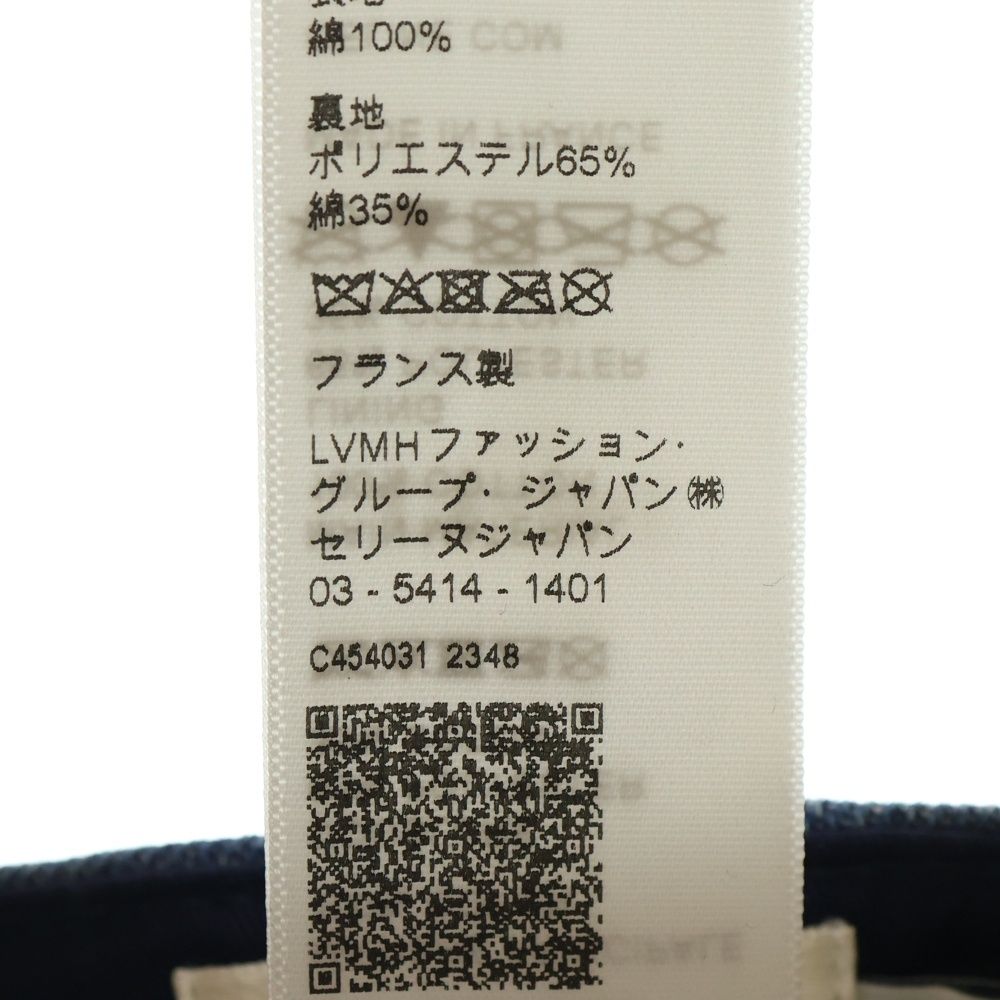 綿100%
裏地
ポリエステル65%
綿35%
フランス製
LVMHファッション・
グループ・ジャパン㈱
セリーヌジャパン
03 - 5414 - 1401
C454031 2348